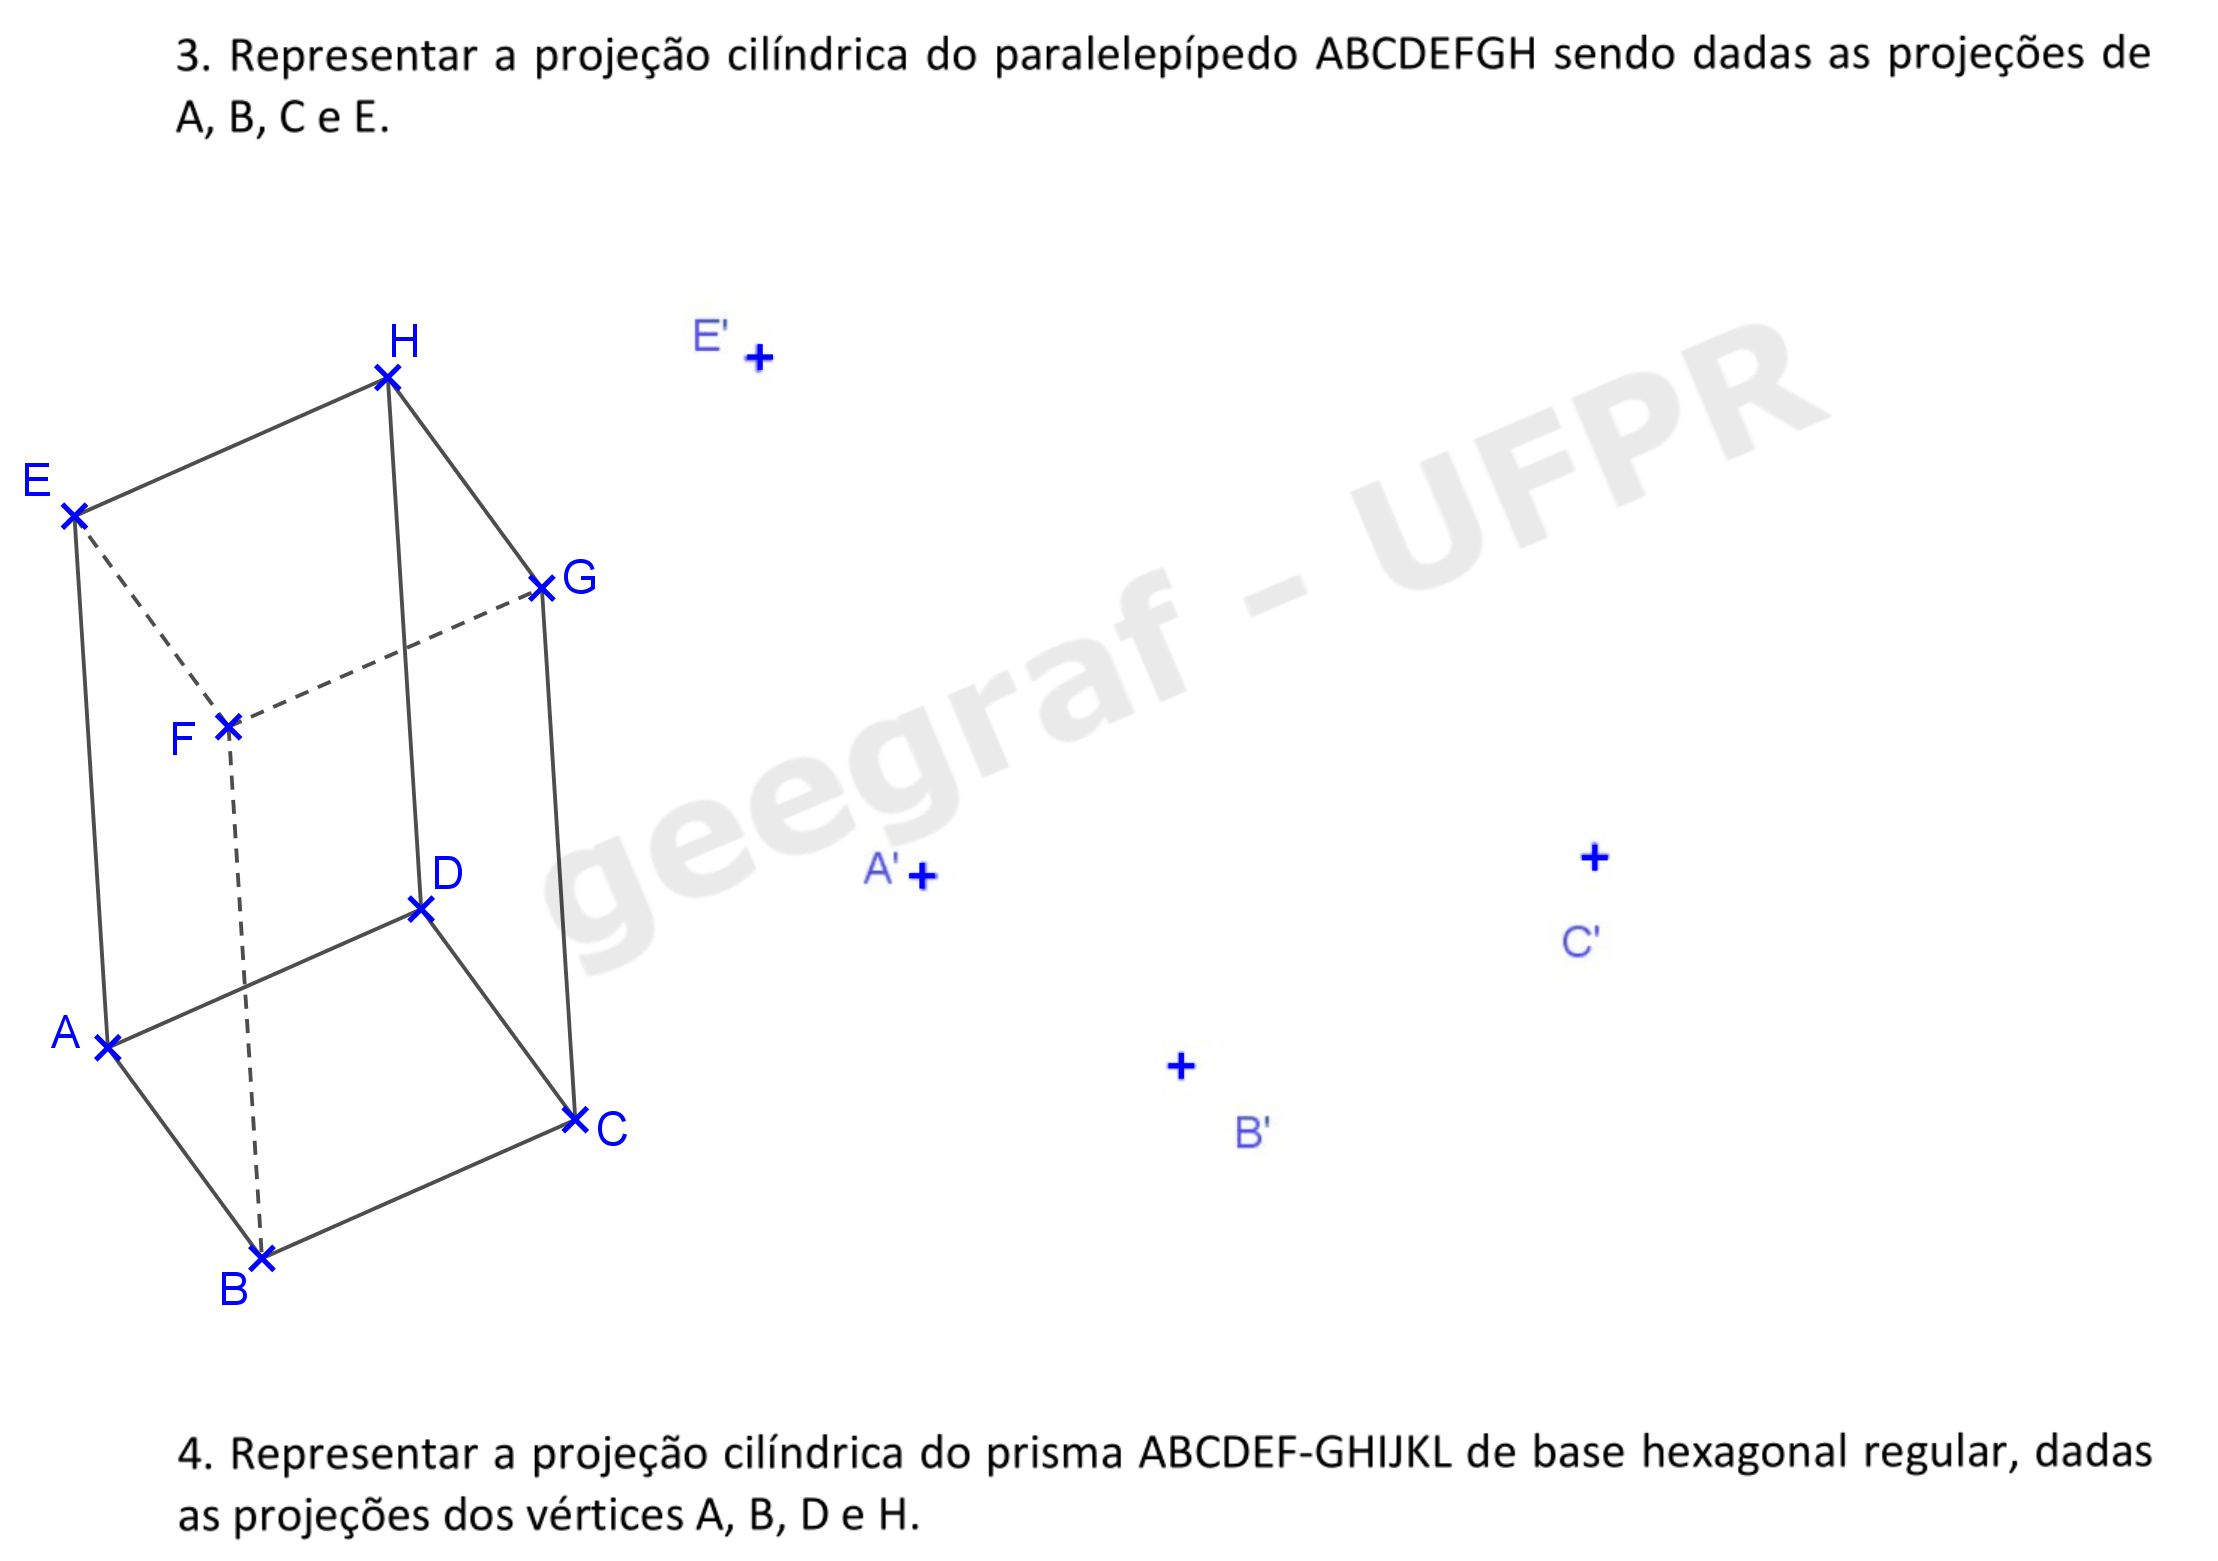 3. Representar a projeção cilíndrica do paralelepípedo ABCDEFGH sendo dadas as projeções de
A, B, C e E.
H
E'
E
G
F
geegraf - UFPR
D
A'
C'
A
C
B'
B
4. Representar a projeção cilíndrica do prisma ABCDEF-GHIJKL de base hexagonal regular, dadas
as projeções dos vértices A, B, D e H.